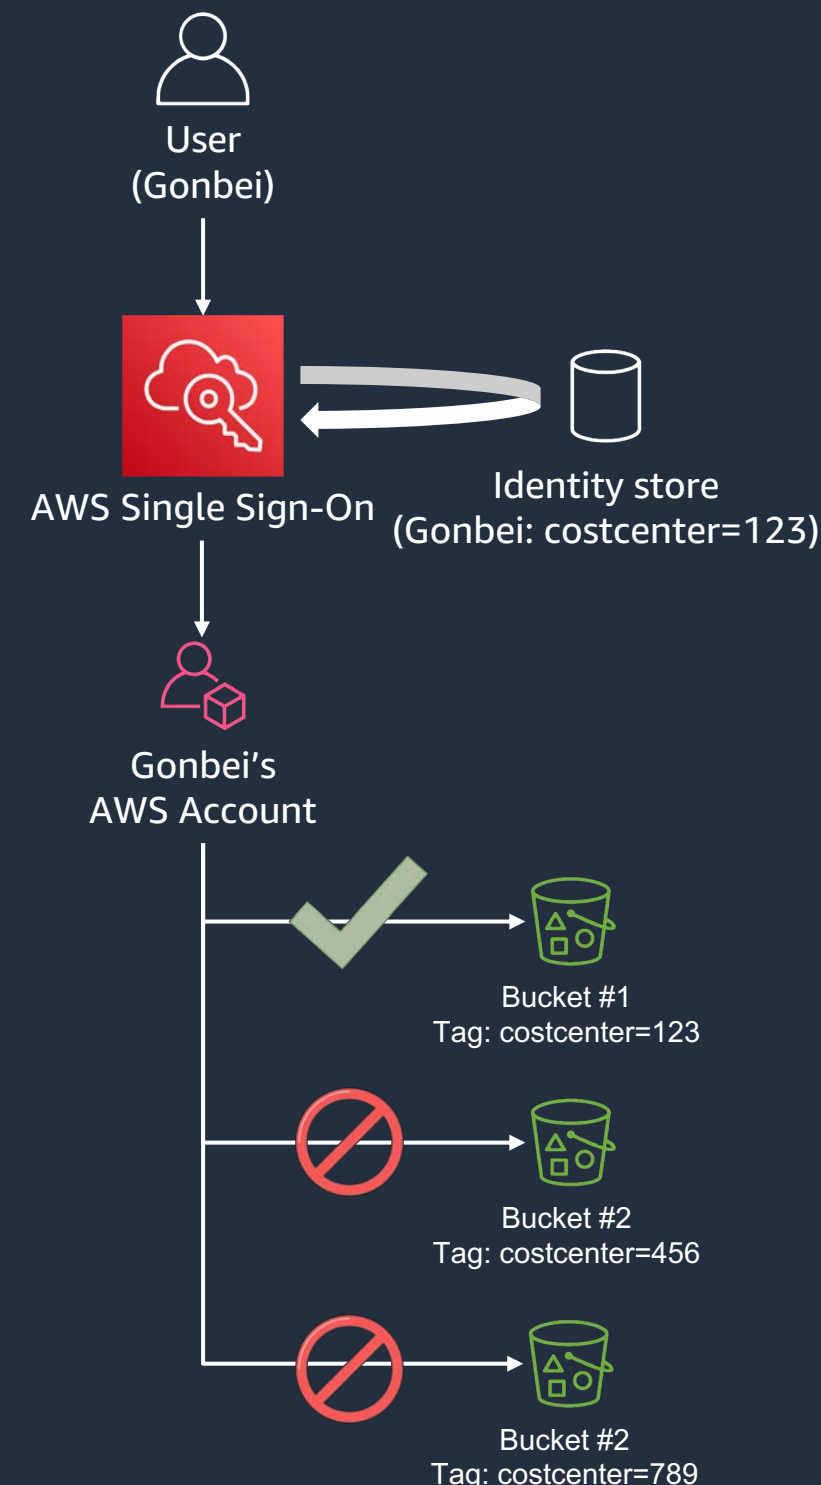 User
(Gonbei)
AWS Single Sign-On
Identity store
(Gonbei: costcenter=123)
Gonbei's
AWS Account
Bucket #1
Tag: costcenter=123
Bucket #2
Tag: costcenter=456
Bucket #2
Tag: costcenter=789